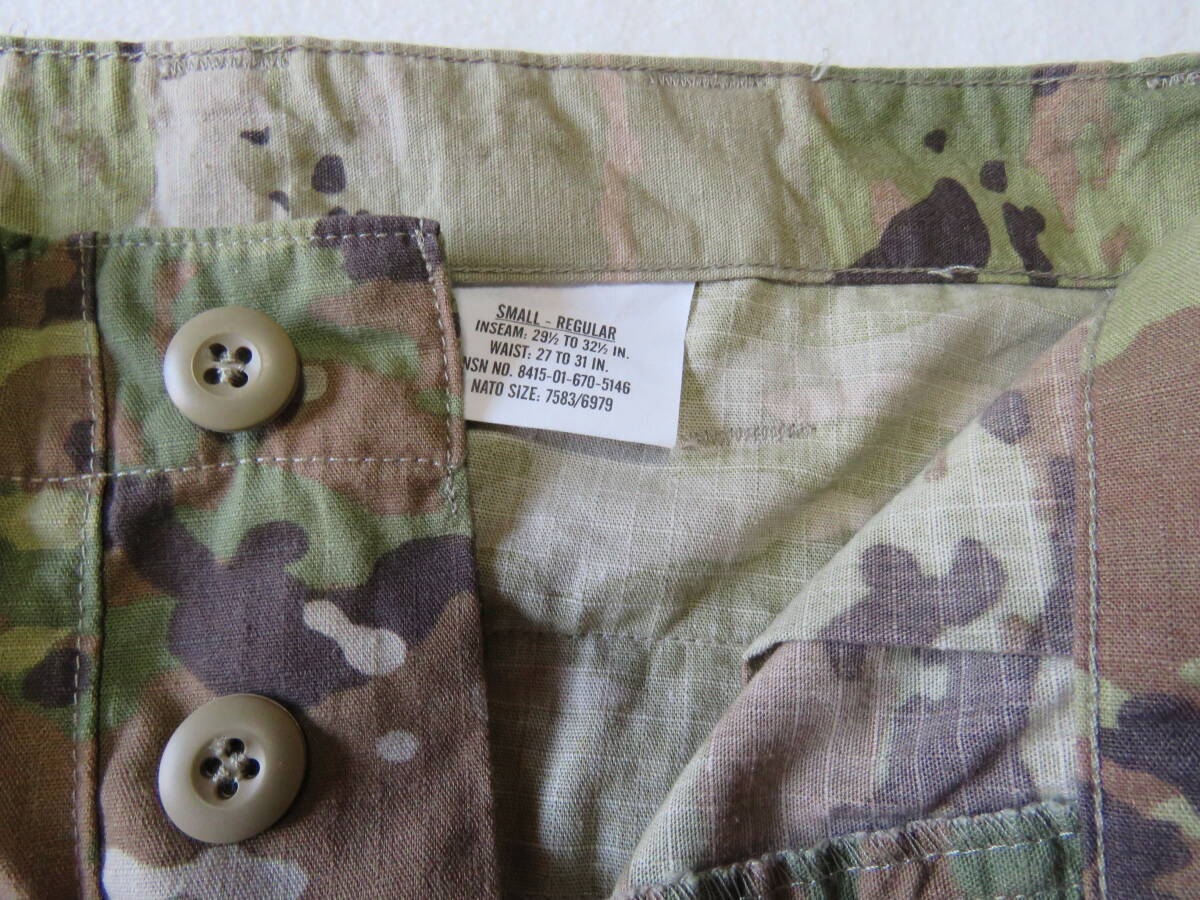 SMALL - REGULAR
INSEAM: 29½ TO 32½ IN.
WAIST: 27 TO 31 IN.
NSN NO. 8415-01-670-5146
NATO SIZE: 7583/6979